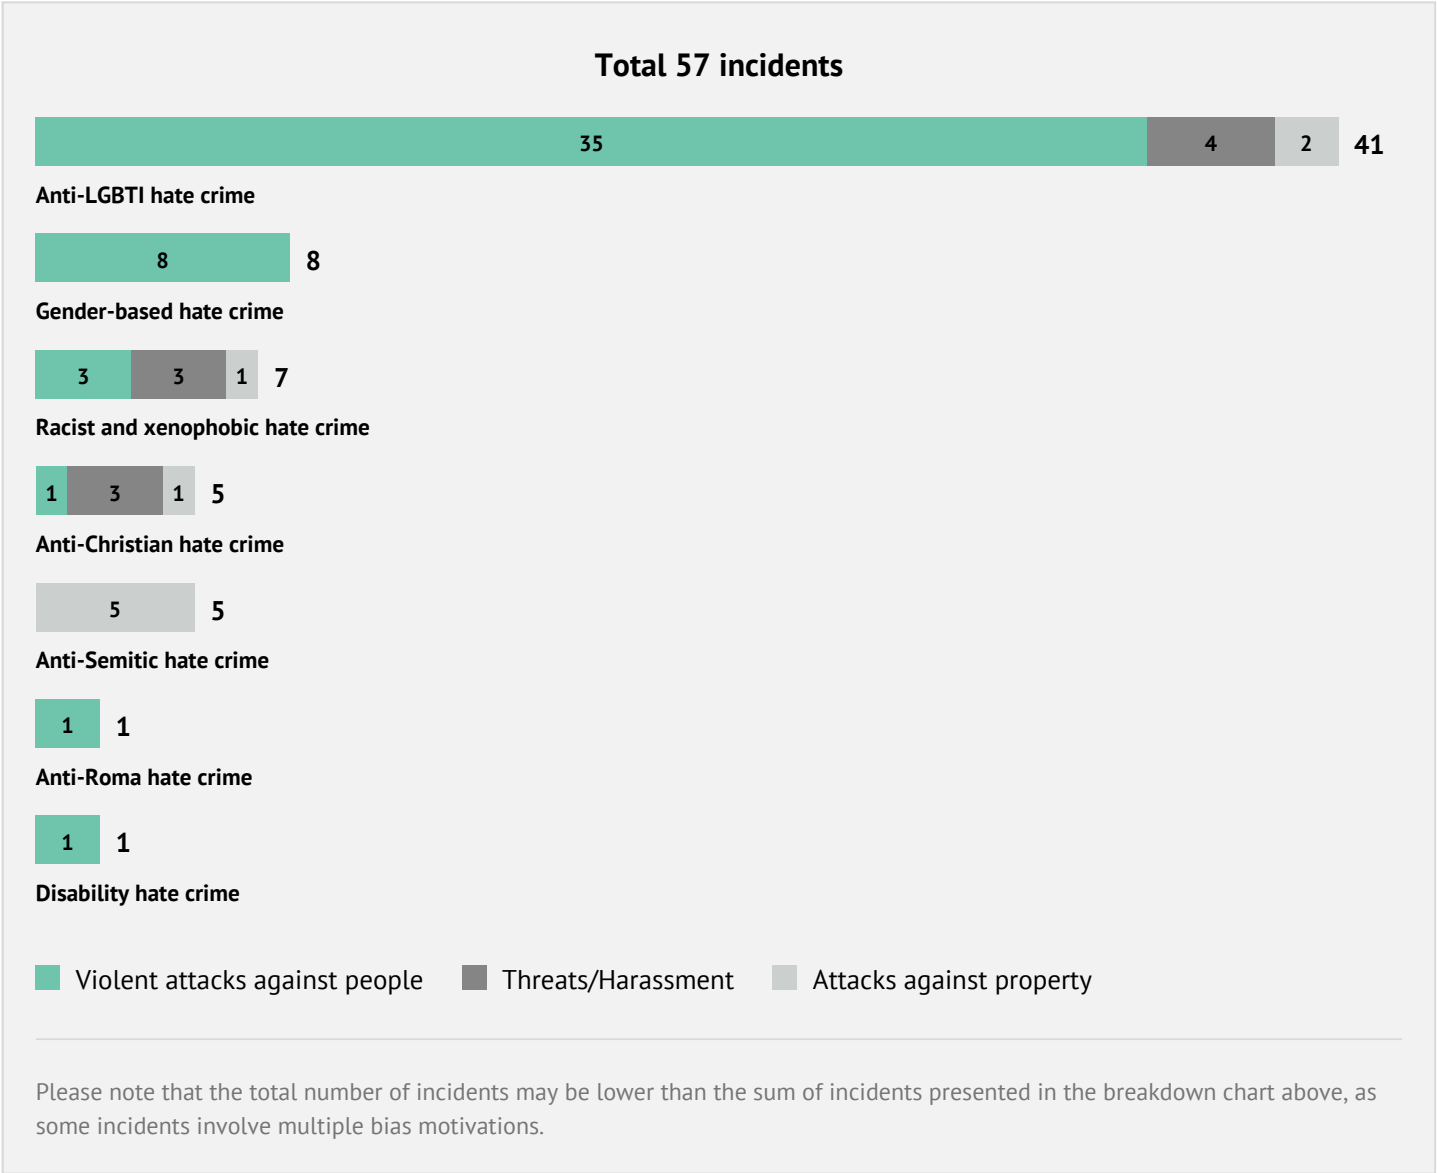 Total 57 incidents
35 4 2 41
Anti-LGBTI hate crime
8 8
Gender-based hate crime
3 3 1 7
Racist and xenophobic hate crime
1 3 1 5
Anti-Christian hate crime
5 5
Anti-Semitic hate crime
1 1
Anti-Roma hate crime
1 1
Disability hate crime
Violent attacks against people Threats/Harassment Attacks against property
Please note that the total number of incidents may be lower than the sum of incidents presented in the breakdown chart above, as
some incidents involve multiple bias motivations.